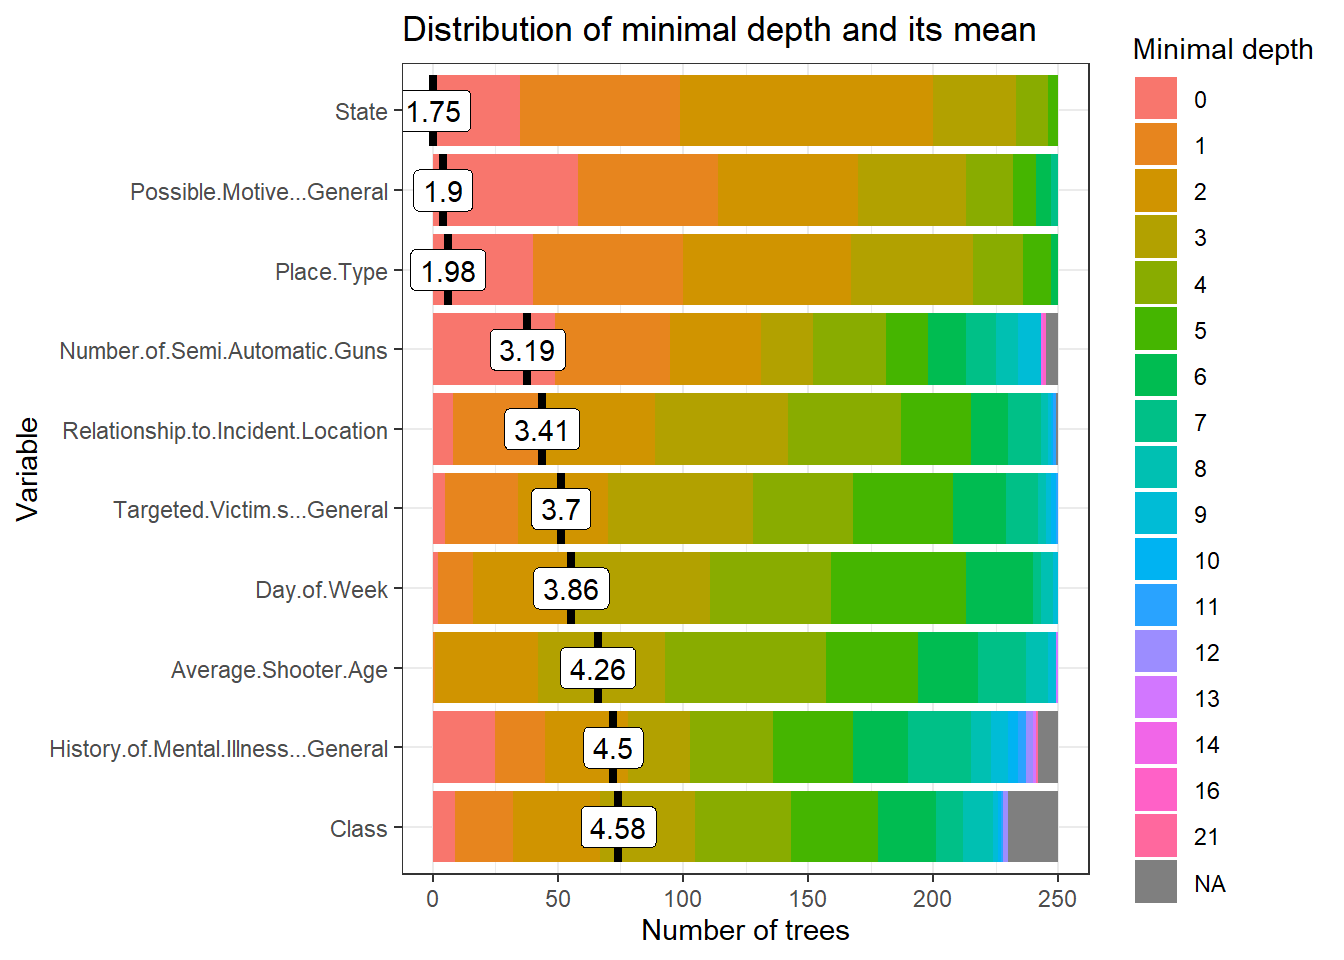 Distribution of minimal depth and its mean
Variable
State
1.75
Possible.Motive...General
1.9
Place.Type
1.98
Number.of.Semi.Automatic.Guns
3.19
Relationship.to.Incident.Location
3.41
Targeted.Victim.s...General
3.7
Day.of.Week
3.86
Average.Shooter.Age
4.26
History.of.Mental.Illness...General
4.5
Class
4.58
0 50 100 150 200 250
Number of trees
Minimal depth
0
1
2
3
4
5
6
7
8
9
10
11
12
13
14
16
21
NA